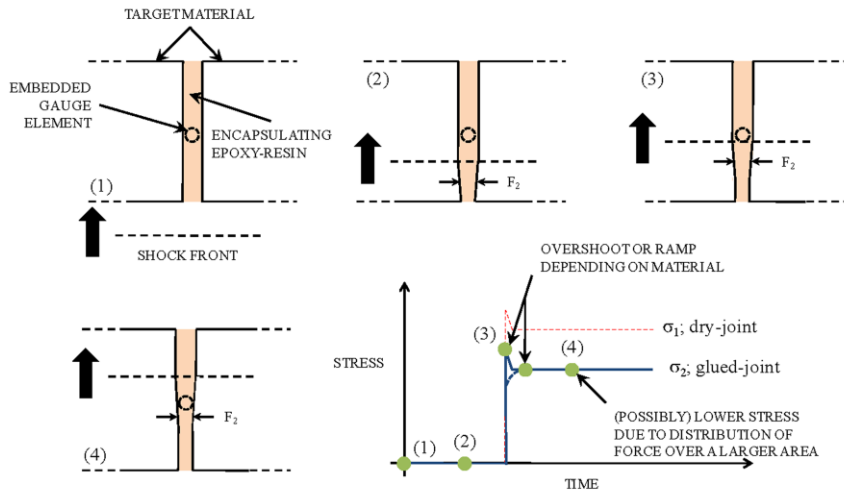 TARGET MATERIAL
EMBEDDED
GAUGE
ELEMENT
ENCAPSULATING
EPOXY-RESIN
(1)
SHOCK FRONT
(2)
F₂
(3)
F₂
(4)
F₂
OVERSHOOT OR RAMP
DEPENDING ON MATERIAL
STRESS
(3)
(4)
(1)
(2)
σ₁; dry-joint
σ₂; glued-joint
(POSSIBLY) LOWER STRESS
DUE TO DISTRIBUTION OF
FORCE OVER A LARGER AREA
TIME